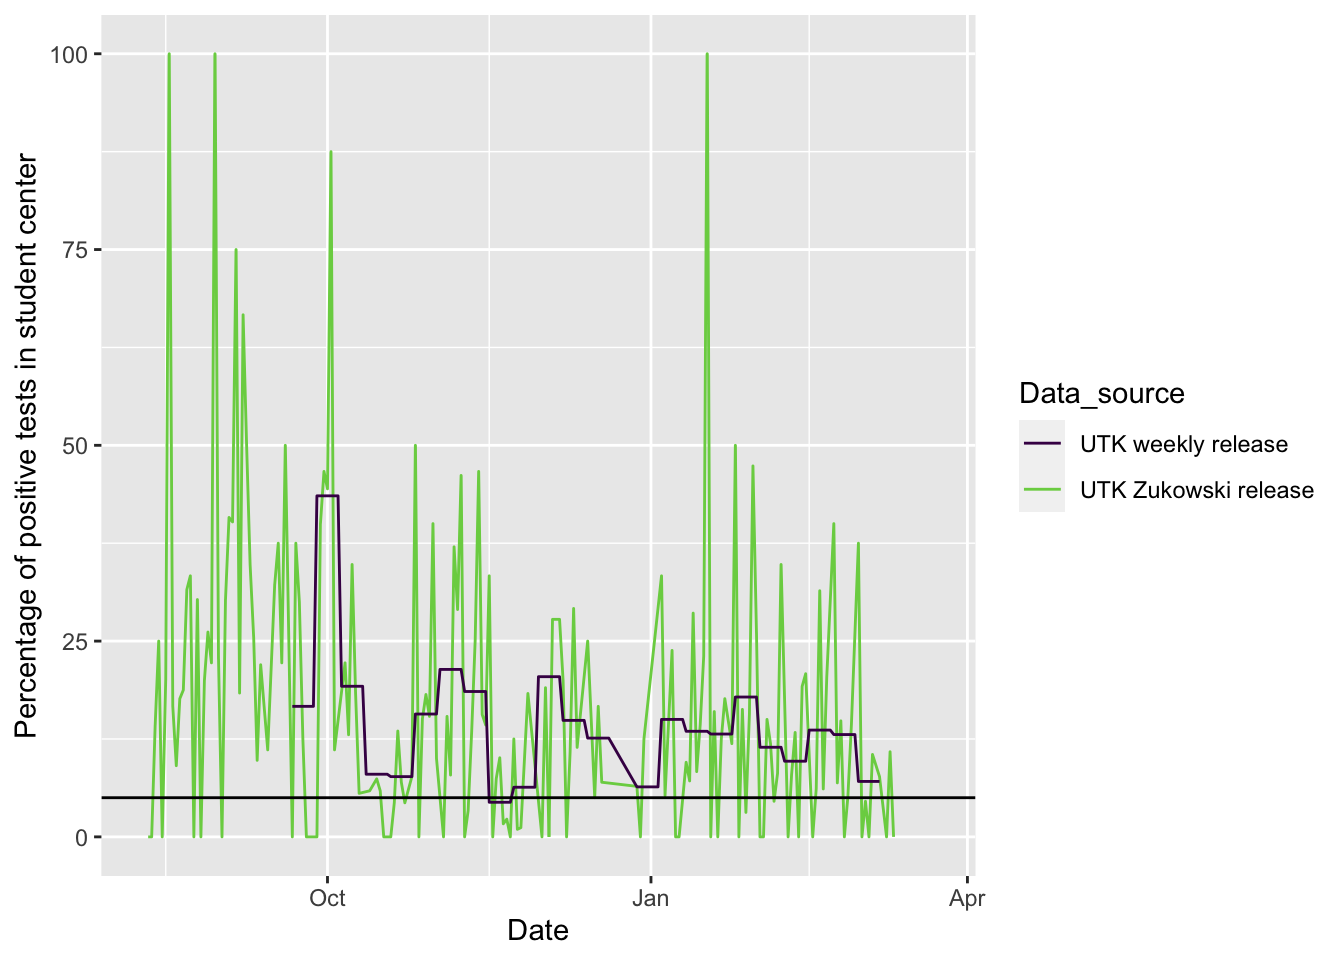 Percentage of positive tests in student center
100
75
50
25
0
Oct
Jan
Apr
Date
Data_source
UTK weekly release
UTK Zukowski release